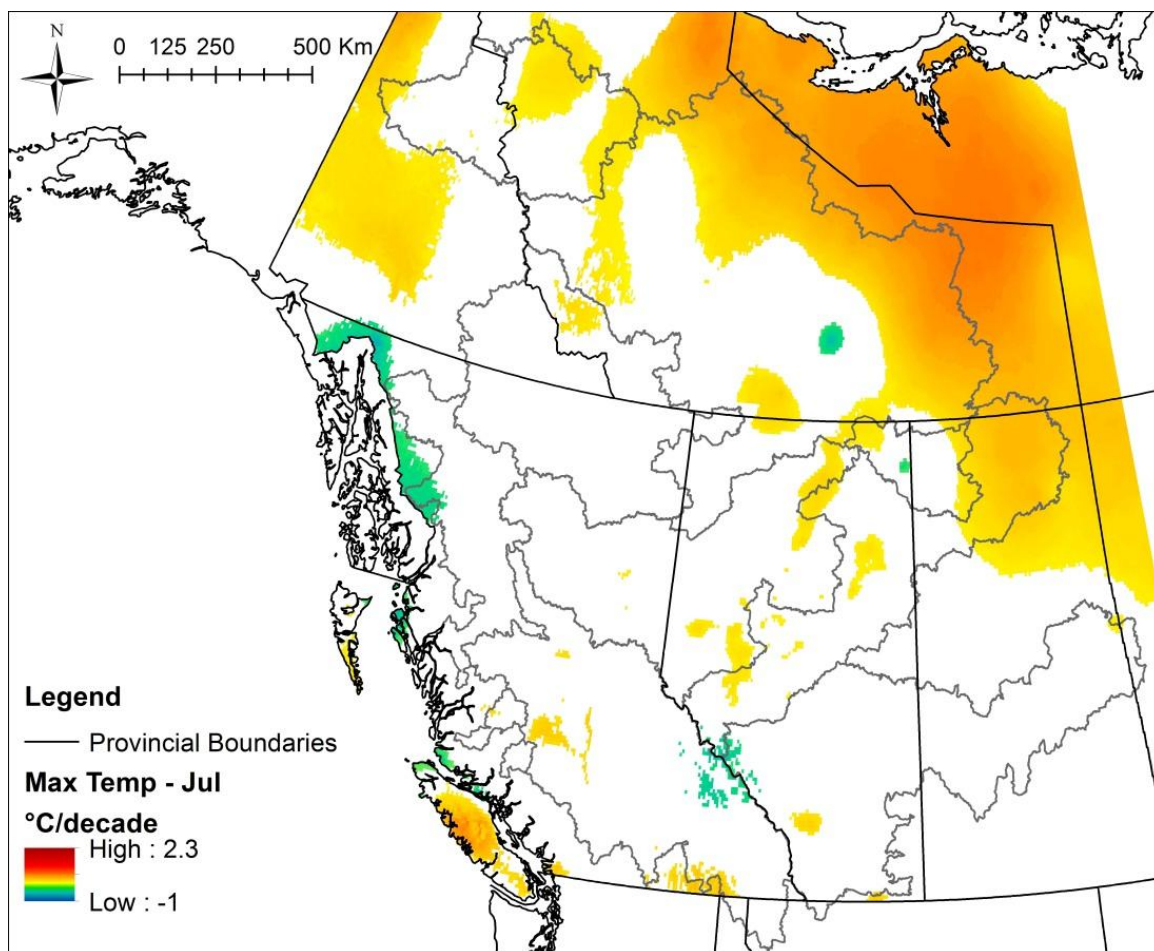 N
0 125 250 500 Km
Legend
Provincial Boundaries
Max Temp - Jul
°C/decade
High : 2.3
Low : -1